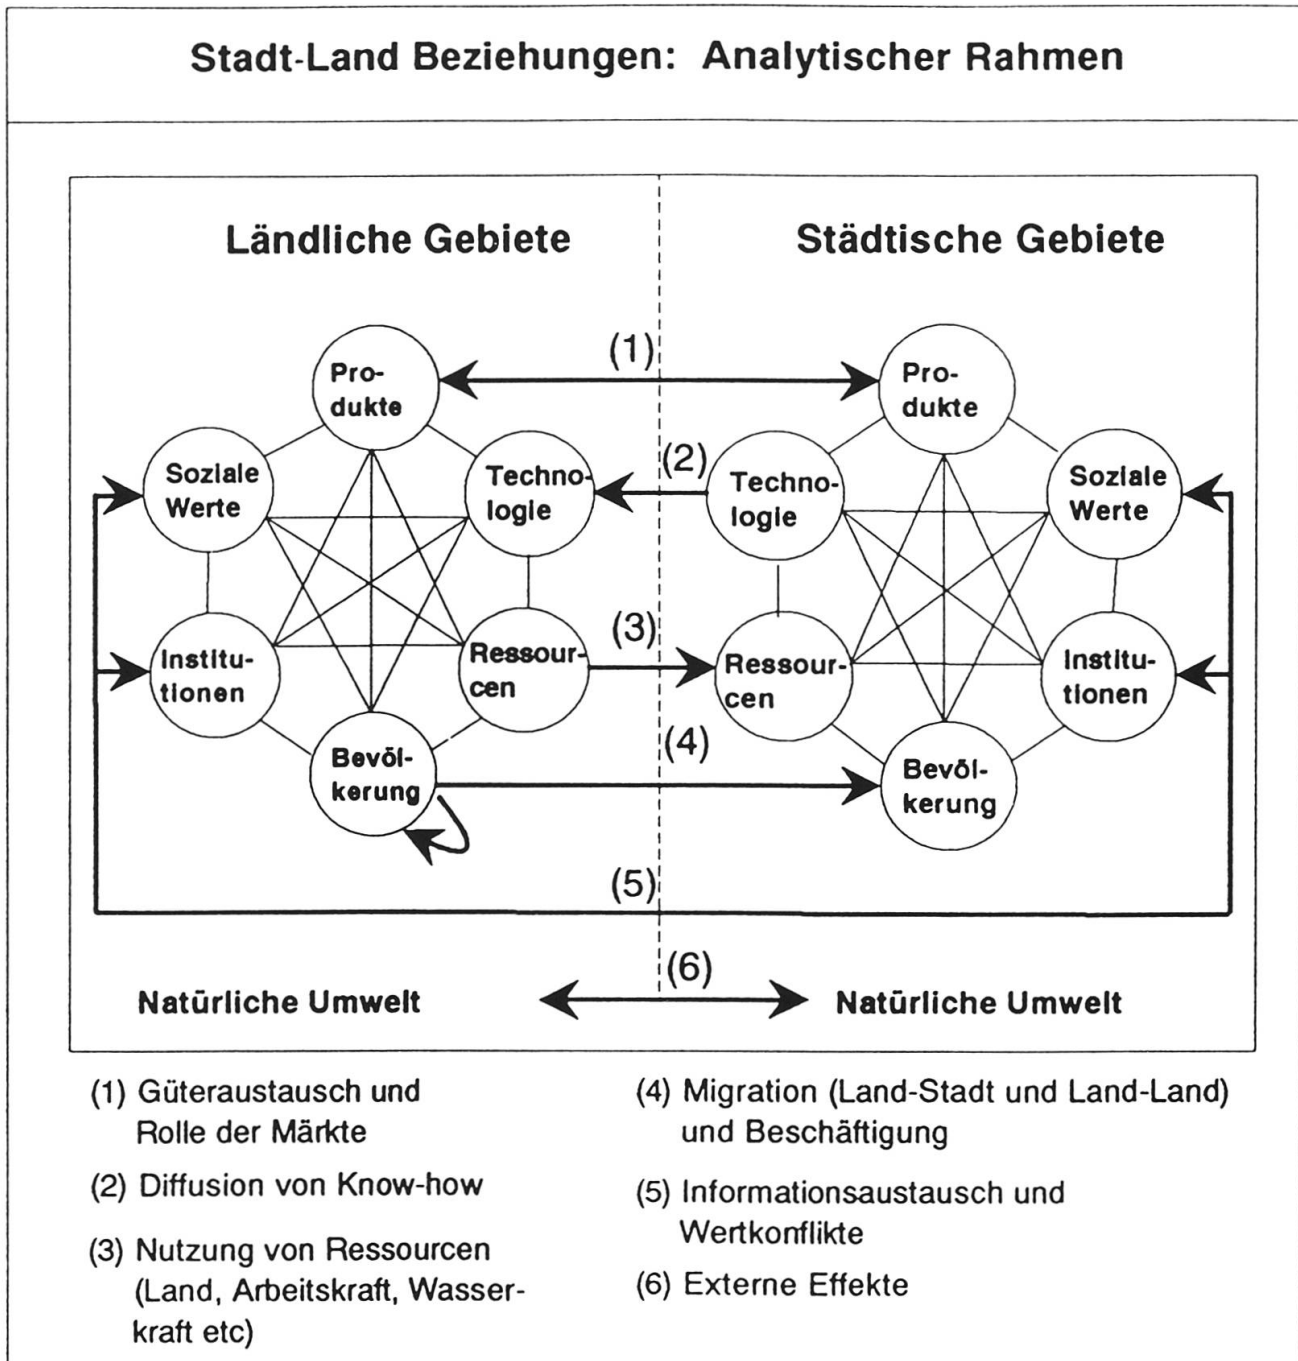 Stadt-Land Beziehungen: Analytischer Rahmen
Ländliche Gebiete
Städtische Gebiete
Pro-
dukte
(1)
Pro-
dukte
Soziale
Werte
Techno-
logie
(2)
Techno-
logie
Soziale
Werte
Institu-
tionen
Ressour-
cen
(3)
Ressour-
cen
Institu-
tionen
Bevöl-
kerung
(4)
Bevöl-
kerung
(5)
Natürliche Umwelt
(6)
Natürliche Umwelt
(1) Güteraustausch und
Rolle der Märkte
(2) Diffusion von Know-how
(3) Nutzung von Ressourcen
(Land, Arbeitskraft, Wasser-
kraft etc)
(4) Migration (Land-Stadt und Land-Land)
und Beschäftigung
(5) Informationsaustausch und
Wertkonflikte
(6) Externe Effekte